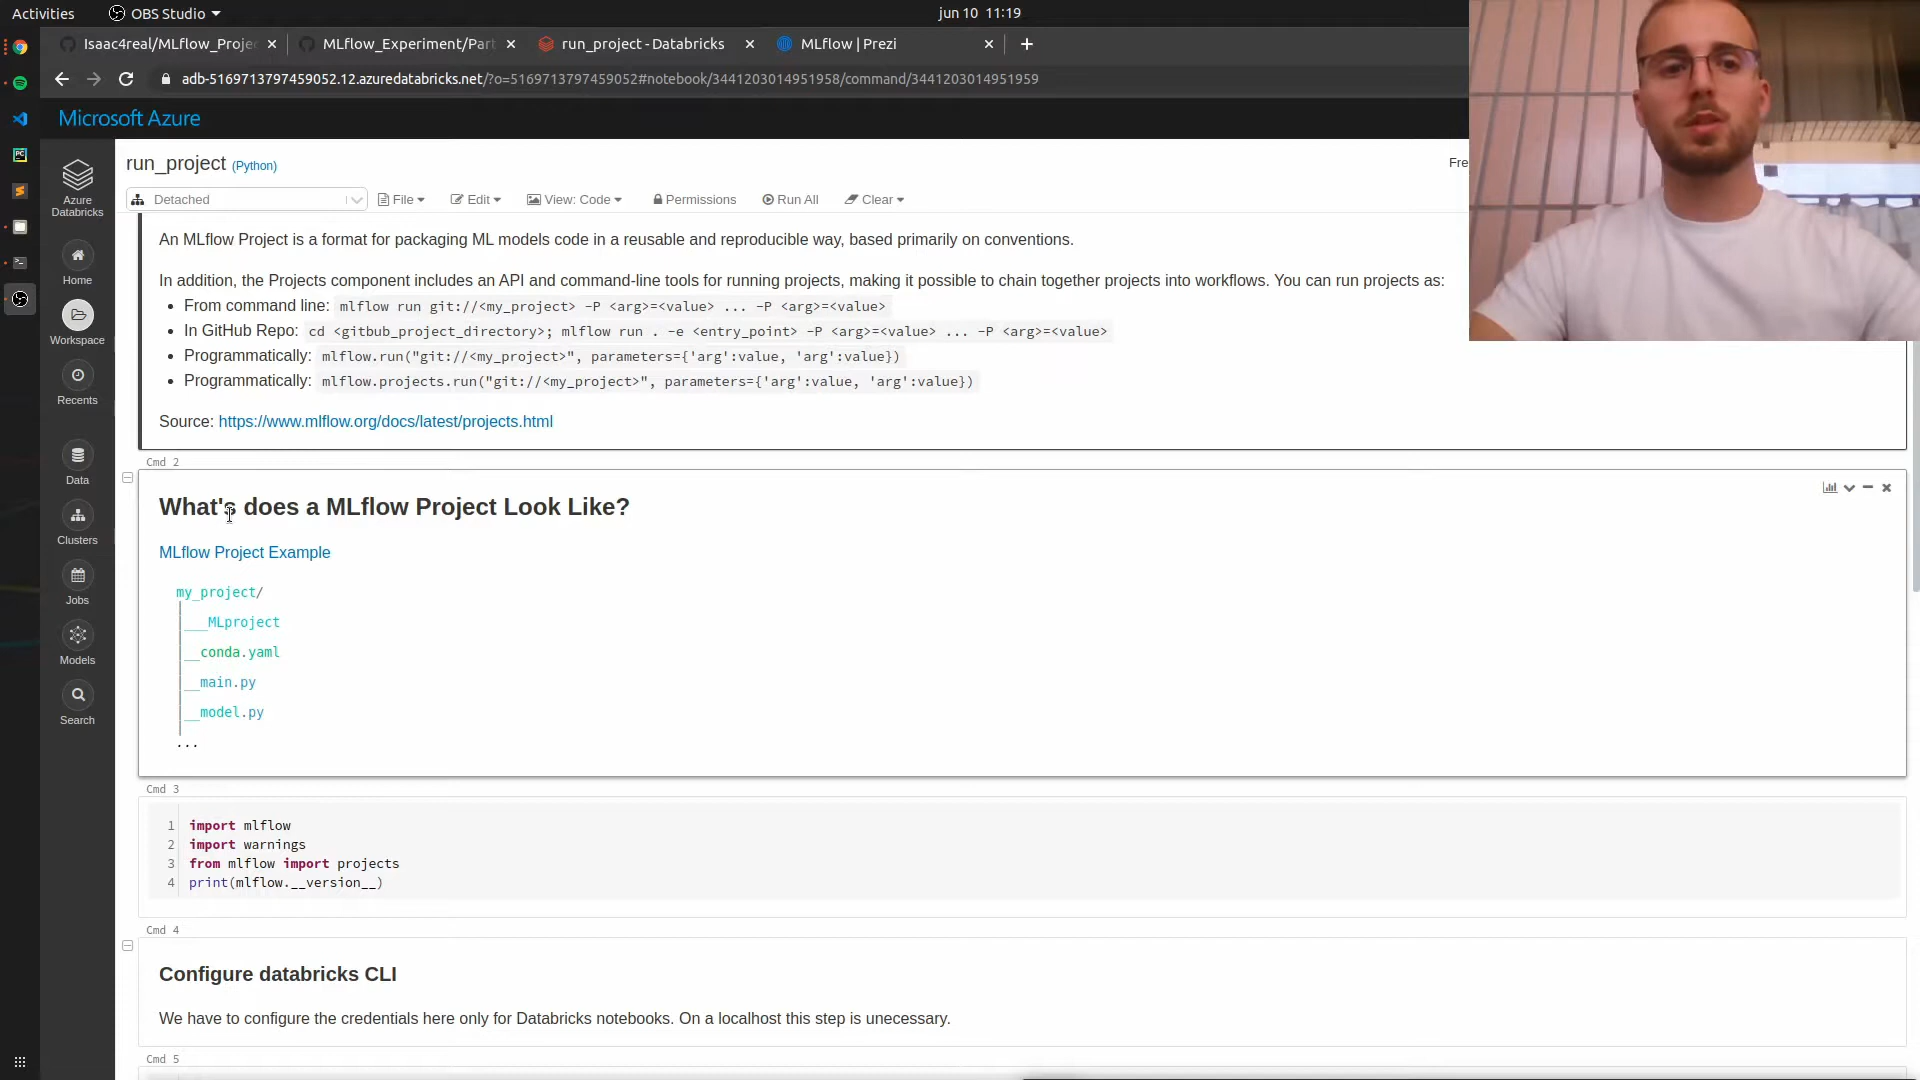 Activities
OBS Studio
jun 10 11:19
Isaac4real/MLflow_Proje
MLflow_Experiment/Part
run_project - Databricks
MLflow | Prezi
adb-5169713797459052.12.azuredatabricks.net/?o=5169713797459052#notebook/3441203014951958/command/3441203014951959
Microsoft Azure
run_project (Python)
Fre
Detached
File
Edit
View: Code
Permissions
Run All
Clear
Azure
Databricks
Home
Workspace
Recents
Data
Clusters
Jobs
Models
Search
An MLflow Project is a format for packaging ML models code in a reusable and reproducible way, based primarily on conventions.
In addition, the Projects component includes an API and command-line tools for running projects, making it possible to chain together projects into workflows. You can run projects as:
• From command line: mlflow run git://<my_project> -P <arg>=<value> ... -P <arg>=<value>
• In GitHub Repo: cd <gitbub_project_directory>; mlflow run . -e <entry_point> -P <arg>=<value> ... -P <arg>=<value>
• Programmatically: mlflow.run("git://<my_project>", parameters={'arg':value, 'arg':value})
• Programmatically: mlflow.projects.run("git://<my_project>", parameters={'arg':value, 'arg':value})
Source: https://www.mlflow.org/docs/latest/projects.html
Cmd 2
What's does a MLflow Project Look Like?
MLflow Project Example
my_project/
|
|___MLproject
|
|__conda.yaml
|
|__main.py
|
|__model.py
|
...
Cmd 3
1 import mlflow
2 import warnings
3 from mlflow import projects
4 print(mlflow.__version__)
Cmd 4
Configure databricks CLI
We have to configure the credentials here only for Databricks notebooks. On a localhost this step is unecessary.
Cmd 5